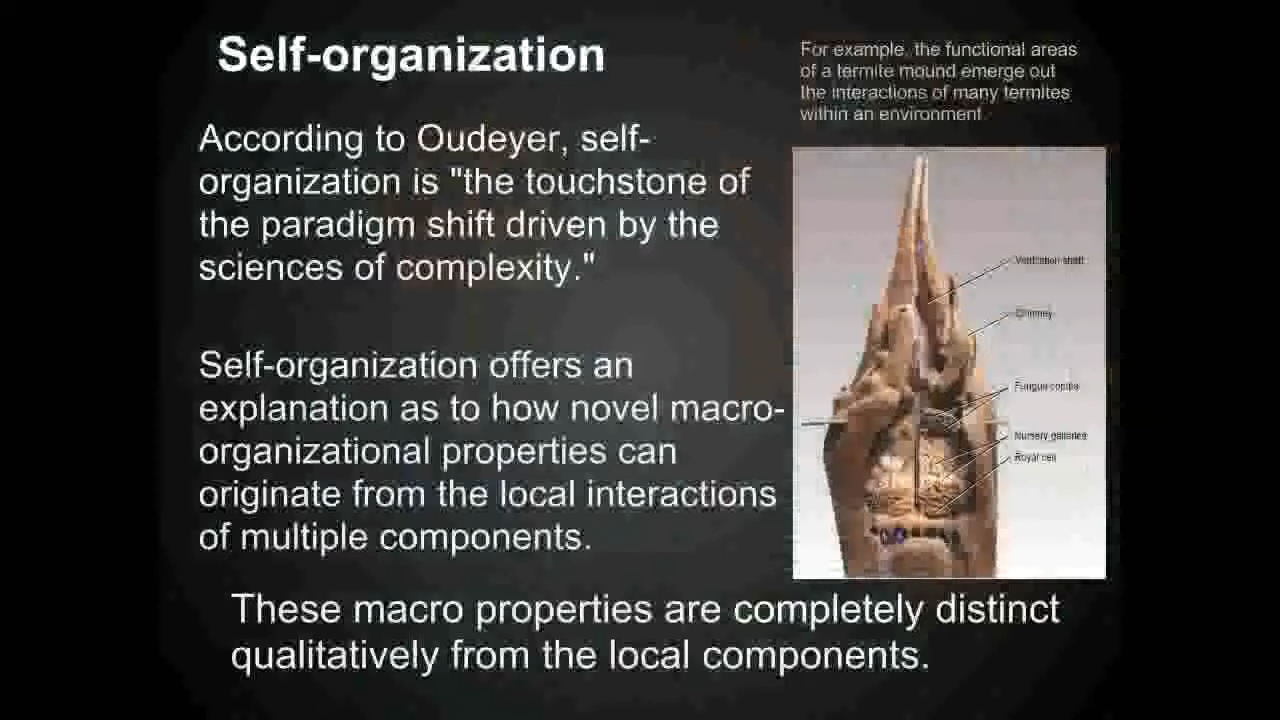 Self-organization
According to Oudeyer, self-
organization is "the touchstone of
the paradigm shift driven by the
sciences of complexity."
Self-organization offers an
explanation as to how novel macro-
organizational properties can
originate from the local interactions
of multiple components.
These macro properties are completely distinct
qualitatively from the local components.
For example, the functional areas
of a termite mound emerge out
the interactions of many termites
within an environment.
Ventilation shaft
Chimney
Fungus combs
Nursery galleries
Royal cell